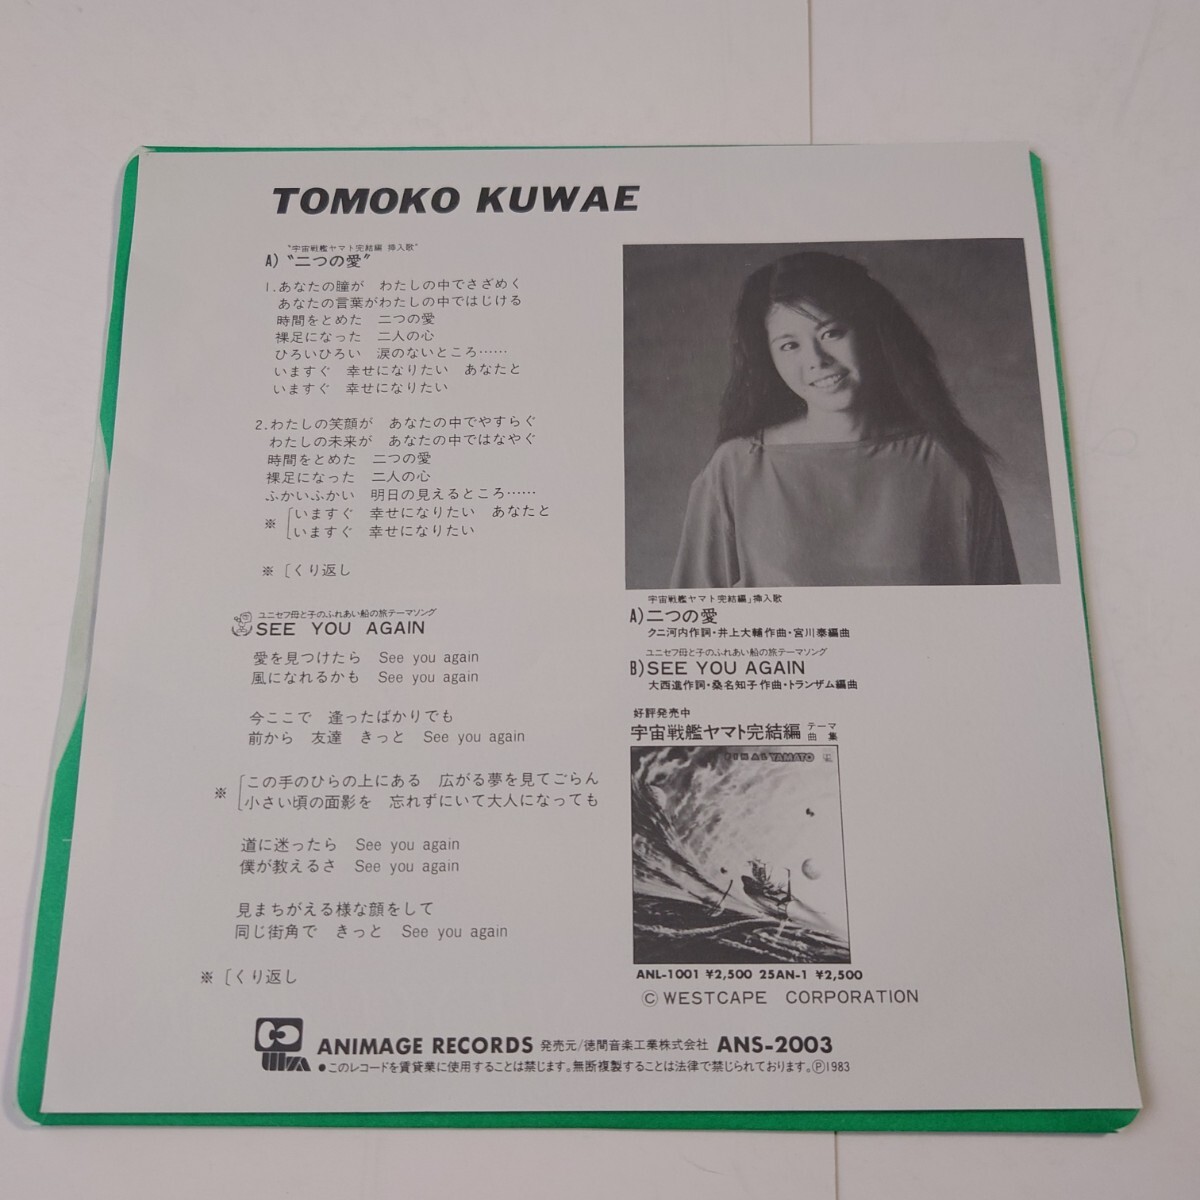 TOMOKO KUWAE
"宇宙戦艦ヤマト完結編 挿入歌"
A) “二つの愛”
1.あなたの瞳が わたしの中でさざめく
あなたの言葉がわたしの中ではじける
時間をとめた 二つの愛
裸足になった 二人の心
ひろいひろい 涙のないところ……
いますぐ 幸せになりたい あなたと
いますぐ 幸せになりたい
2.わたしの笑顔が あなたの中でやすらぐ
わたしの未来が あなたの中ではなやぐ
時間をとめた 二つの愛
裸足になった 二人の心
ふかいふかい 明日の見えるところ……
※ [いますぐ 幸せになりたい あなたと
いますぐ 幸せになりたい
※ [くり返し
ユニセフ母と子のふれあい船の旅テーマソング
SEE YOU AGAIN
愛を見つけたら See you again
風になれるかも See you again
今ここで 逢ったばかりでも
前から 友達 きっと See you again
※ [この手のひらの上にある 広がる夢を見てごらん
小さい頃の面影を 忘れずにいて大人になっても
道に迷ったら See you again
僕が教えるさ See you again
見まちがえる様な顔をして
同じ街角で きっと See you again
※ [くり返し
宇宙戦艦ヤマト完結編」挿入歌
A)二つの愛
クニ河内作詞・井上大輔作曲・宮川泰編曲
ユニセフ母と子のふれあい船の旅テーマソング
B)SEE YOU AGAIN
大西進作詞・桑名知子作曲・トランザム編曲
好評発売中
宇宙戦艦ヤマト完結編 テーマ曲集
FINAL YAMATO
ANL-1001 ¥2,500 25AN-1 ¥2,500
©WESTCAPE CORPORATION
ANIMAGE RECORDS 発売元/徳間音楽工業株式会社 ANS-2003
●このレコードを賃貸業に使用することは禁じます。無断複製することは法律で禁じられております。Ⓟ1983